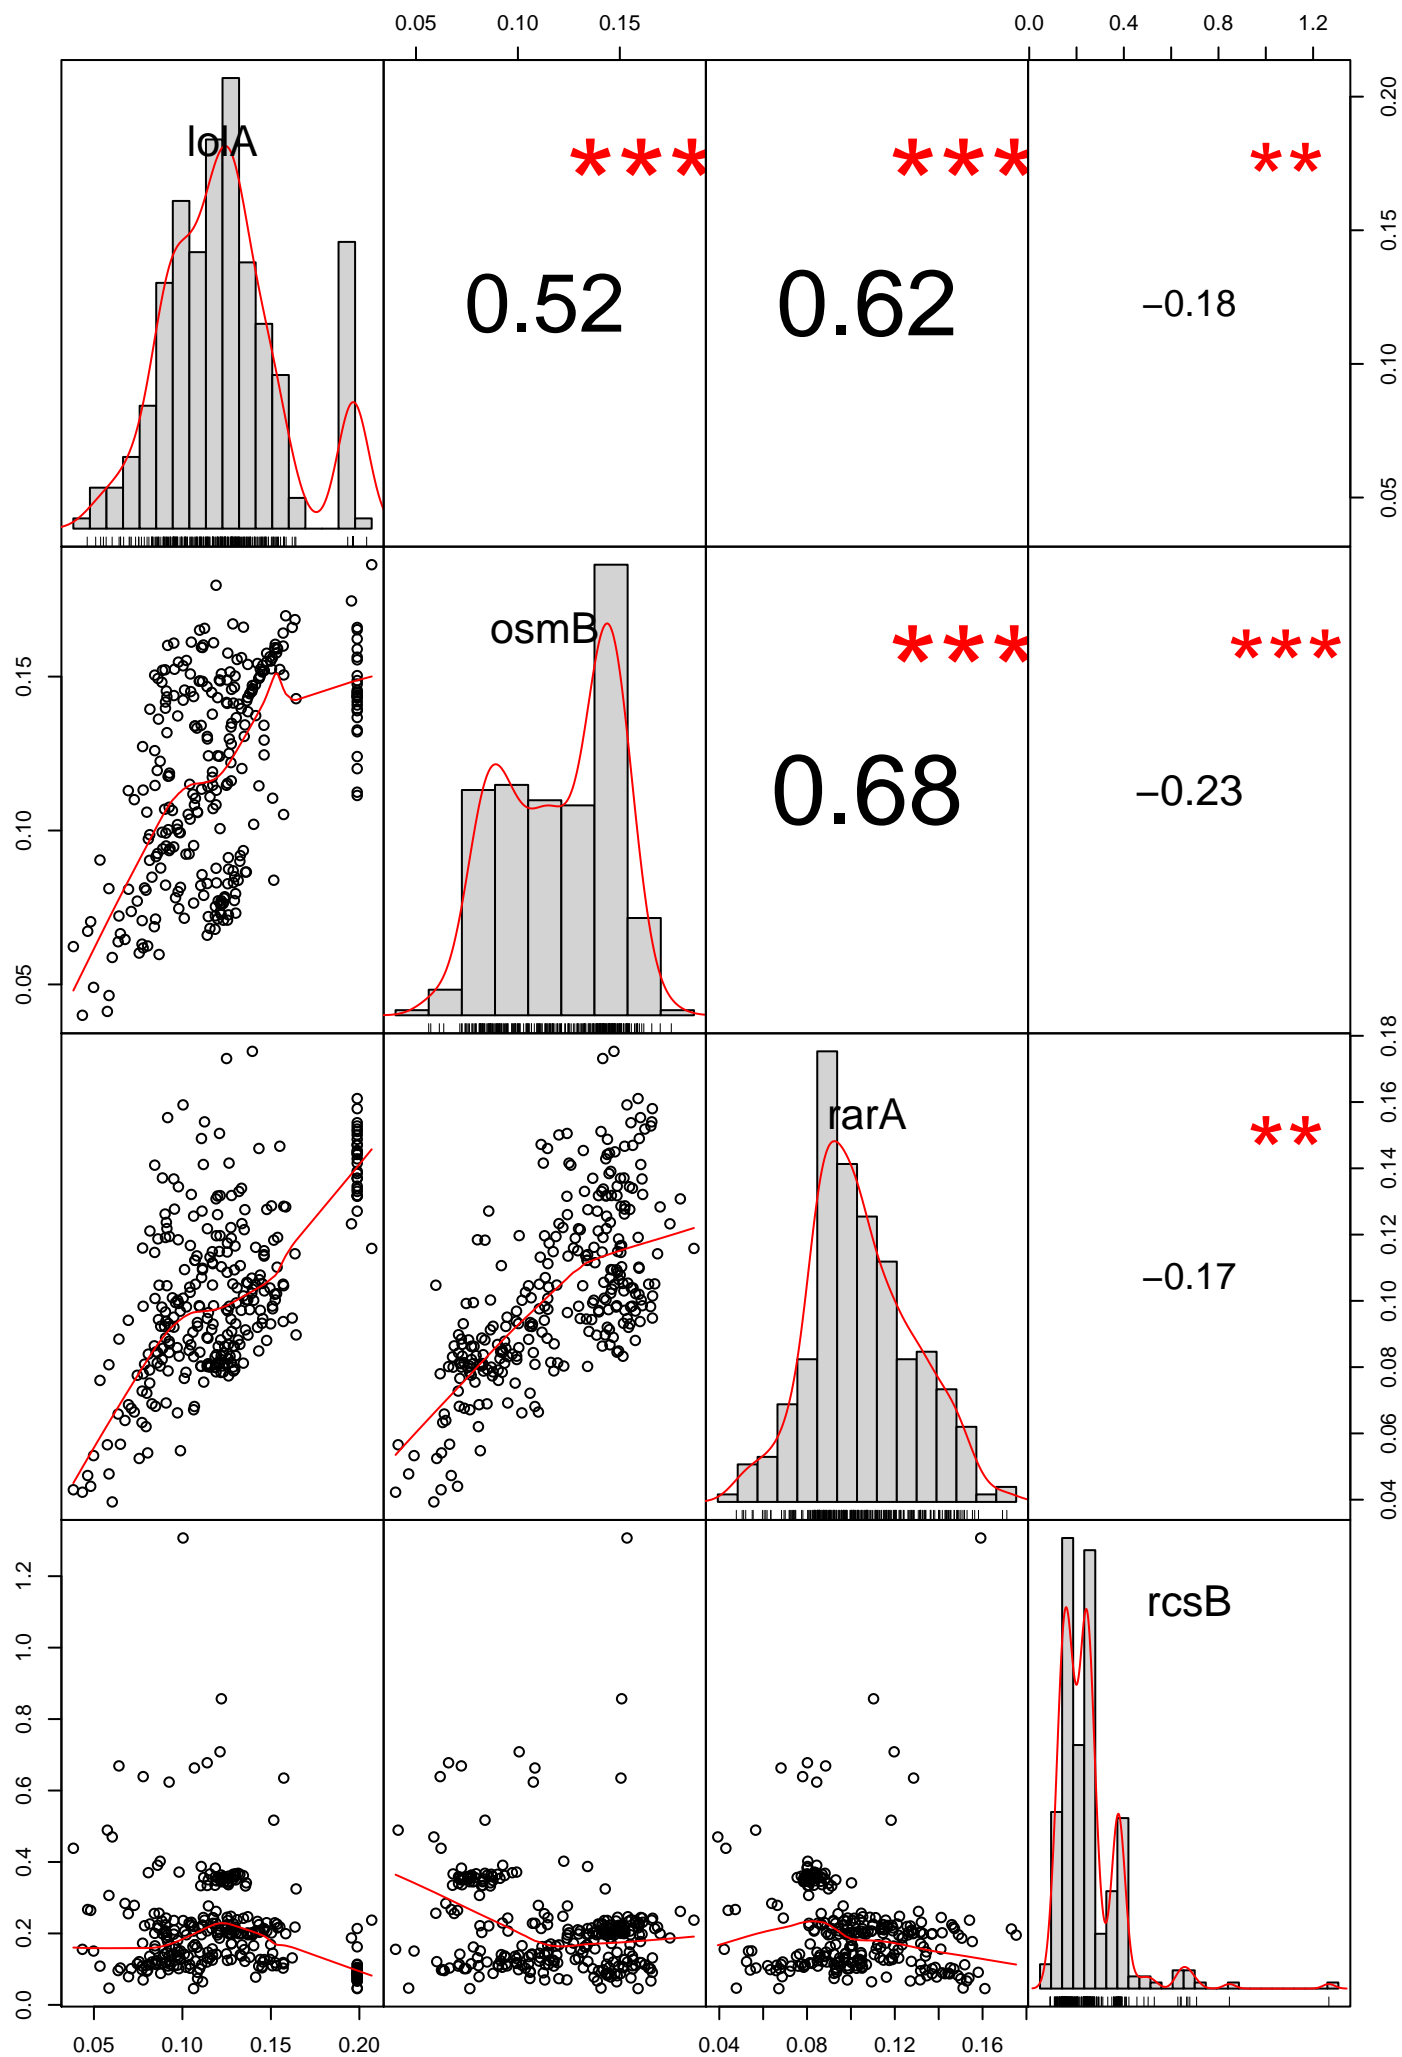 0.05 0.10 0.15 0.0 0.4 0.8 1.2
lolA *** *** **
0.52 0.62 −0.18
0.05 0.10 0.15 0.20
osmB *** ***
0.68 −0.23
0.05 0.10 0.15
rarA **
−0.17
0.04 0.06 0.08 0.10 0.12 0.14 0.16 0.18
rcsB
0.0 0.2 0.4 0.6 0.8 1.0 1.2
0.05 0.10 0.15 0.20 0.04 0.08 0.12 0.16